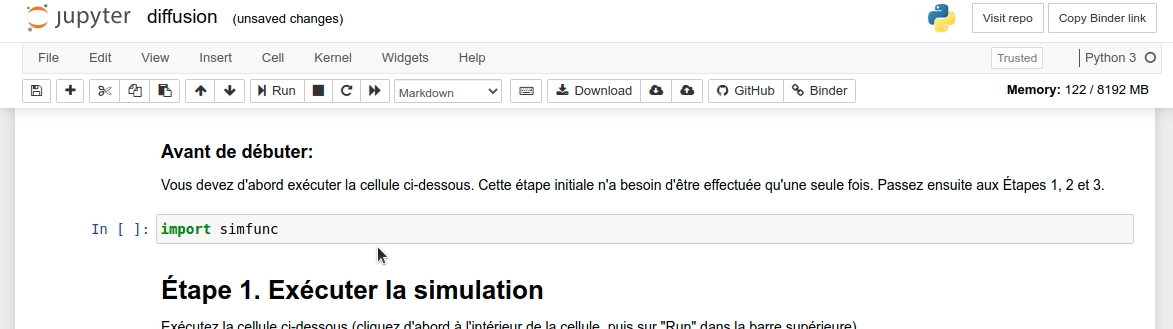 jupyter diffusion (unsaved changes) Visit repo Copy Binder link
File Edit View Insert Cell Kernel Widgets Help Trusted Python 3
Run Markdown Download GitHub Binder Memory: 122 / 8192 MB
Avant de débuter:
Vous devez d'abord exécuter la cellule ci-dessous. Cette étape initiale n'a besoin d'être effectuée qu'une seule fois. Passez ensuite aux Étapes 1, 2 et 3.
In [ ]: import simfunc
Étape 1. Exécuter la simulation
Exécutez la cellule ci-dessous (cliquez d'abord à l'intérieur de la cellule, puis sur "Run" dans la barre supérieure)